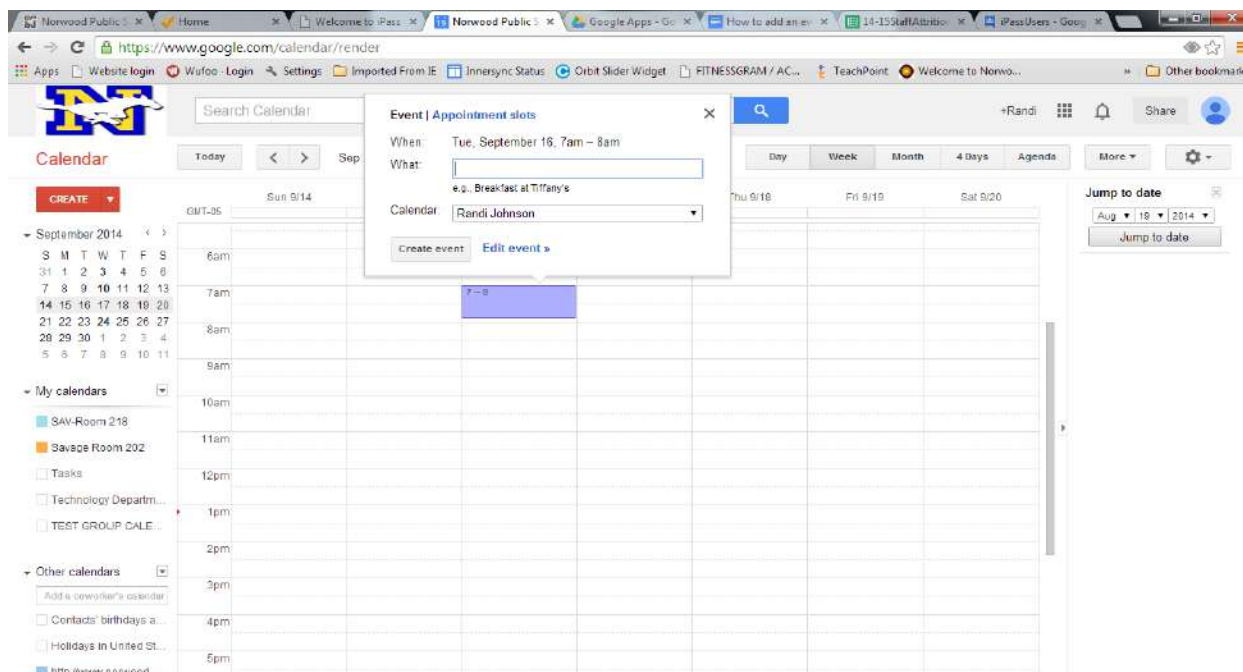 Norwood Public S
Home
Welcome to iPass
Norwood Public S
Google Apps - Go
How to add an ev
14-15StaffAttritio
iPassUsers - Goog
https://www.google.com/calendar/render
Apps Website login Wufoo · Login Settings Imported From IE Innersync Status Orbit Slider Widget FITNESSGRAM / AC... TeachPoint Welcome to Norwo... » Other bookmark
N
Search Calendar
+Randi
Share
Event | Appointment slots
When: Tue, September 16, 7am – 8am
What:
e.g., Breakfast at Tiffany's
Calendar Randi Johnson
Create event Edit event »
Calendar
Today < > Sep
Day Week Month 4 Days Agenda More
CREATE
Sun 9/14 Thu 9/18 Fri 9/19 Sat 9/20
GMT-05
September 2014
S M T W T F S
31 1 2 3 4 5 6
7 8 9 10 11 12 13
14 15 16 17 18 19 20
21 22 23 24 25 26 27
28 29 30 1 2 3 4
5 6 7 8 9 10 11
My calendars
SAV-Room 218
Savage Room 202
Tasks
Technology Departm...
TEST GROUP CALE...
Other calendars
Add a coworker's calendar
Contacts' birthdays a...
Holidays in United St...
6am
7am
7 – 8
8am
9am
10am
11am
12pm
1pm
2pm
3pm
4pm
5pm
Jump to date
Aug 19 2014
Jump to date